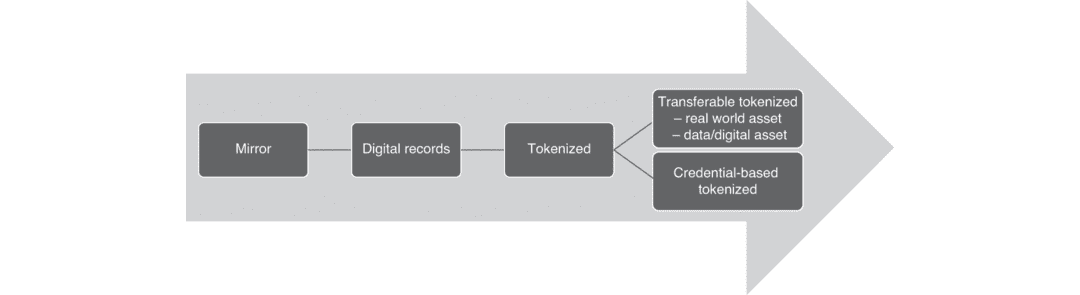 Mirror
Digital records
Tokenized
Transferable tokenized
– real world asset
– data/digital asset
Credential-based
tokenized